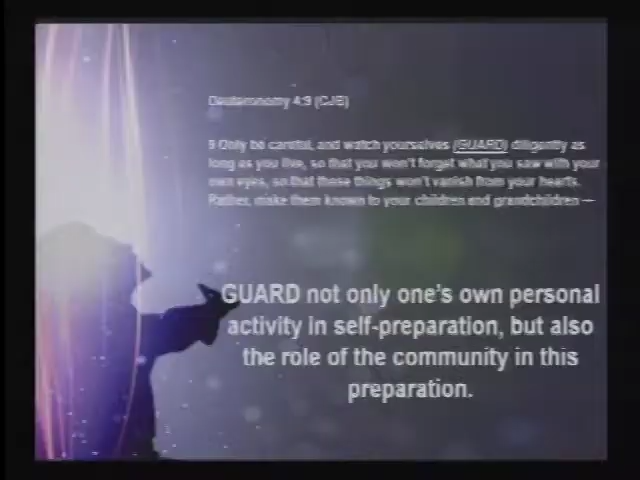 Deuteronomy 4:9 (CJB)
9 Only be careful, and watch yourselves (GUARD) diligently as
long as you live, so that you won't forget what you saw with your
own eyes, so that these things won't vanish from your hearts.
Rather, make them known to your children and grandchildren —
GUARD not only one's own personal
activity in self-preparation, but also
the role of the community in this
preparation.